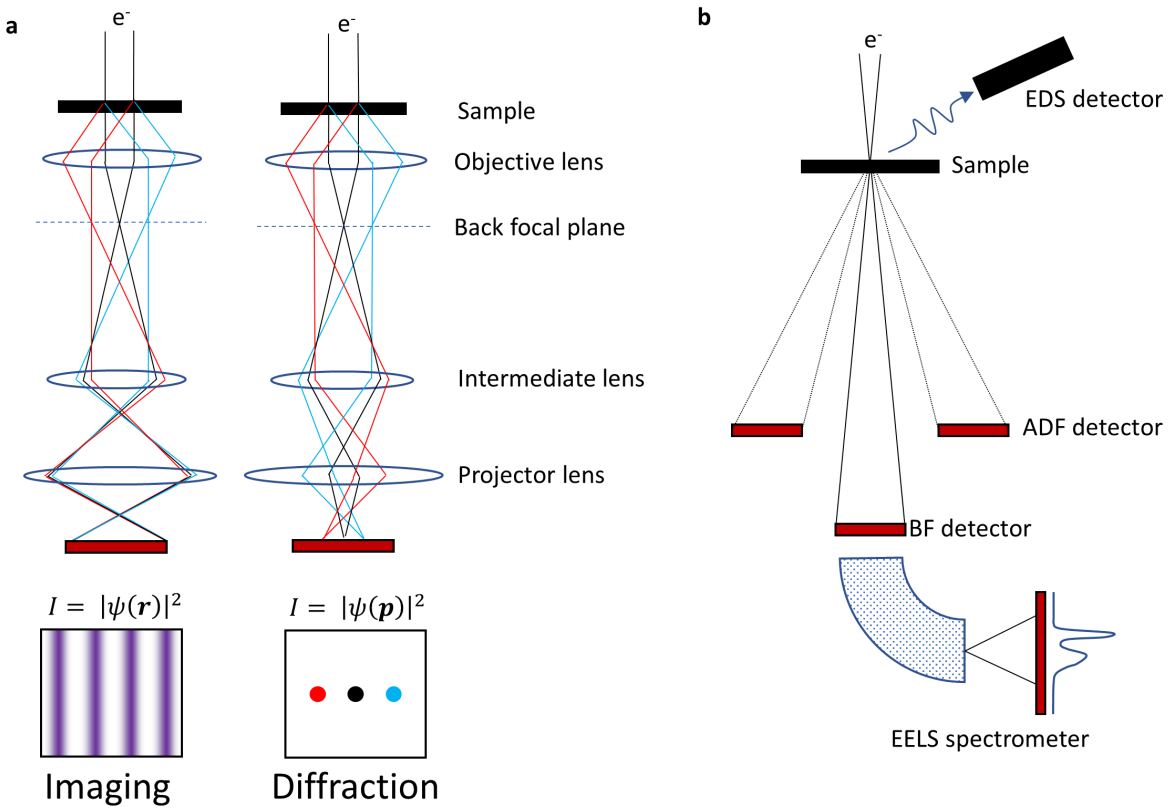 a
e-
e-
Sample
Objective lens
Back focal plane
Intermediate lens
Projector lens
I = |ψ(r)|²
I = |ψ(p)|²
Imaging
Diffraction
b
e-
EDS detector
Sample
ADF detector
BF detector
EELS spectrometer